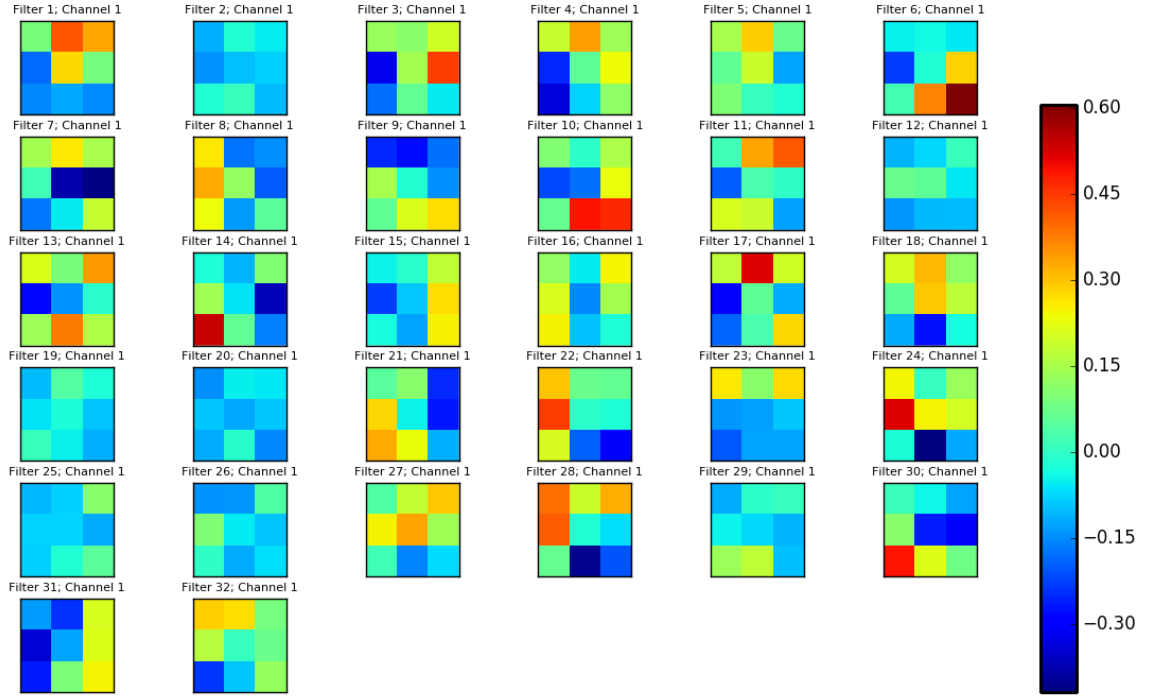 Filter 1; Channel 1 Filter 2; Channel 1 Filter 3; Channel 1 Filter 4; Channel 1 Filter 5; Channel 1 Filter 6; Channel 1
Filter 7; Channel 1 Filter 8; Channel 1 Filter 9; Channel 1 Filter 10; Channel 1 Filter 11; Channel 1 Filter 12; Channel 1
Filter 13; Channel 1 Filter 14; Channel 1 Filter 15; Channel 1 Filter 16; Channel 1 Filter 17; Channel 1 Filter 18; Channel 1
Filter 19; Channel 1 Filter 20; Channel 1 Filter 21; Channel 1 Filter 22; Channel 1 Filter 23; Channel 1 Filter 24; Channel 1
Filter 25; Channel 1 Filter 26; Channel 1 Filter 27; Channel 1 Filter 28; Channel 1 Filter 29; Channel 1 Filter 30; Channel 1
Filter 31; Channel 1 Filter 32; Channel 1
0.60
0.45
0.30
0.15
0.00
−0.15
−0.30